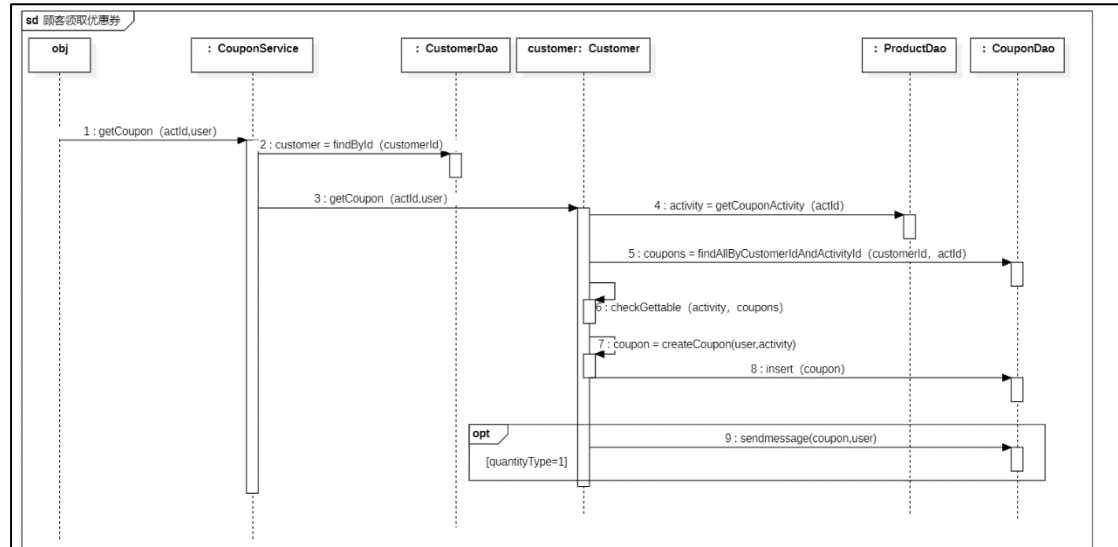 sd 顾客领取优惠券
obj
: CouponService
: CustomerDao
customer: Customer
: ProductDao
: CouponDao
1 : getCoupon（actId,user）
2 : customer = findById（customerId）
3 : getCoupon（actId,user）
4 : activity = getCouponActivity（actId）
5 : coupons = findAllByCustomerIdAndActivityId（customerId，actId）
6 : checkGettable（activity，coupons）
7 : coupon = createCoupon(user,activity)
8 : insert（coupon）
opt
9 : sendmessage(coupon,user)
[quantityType=1]